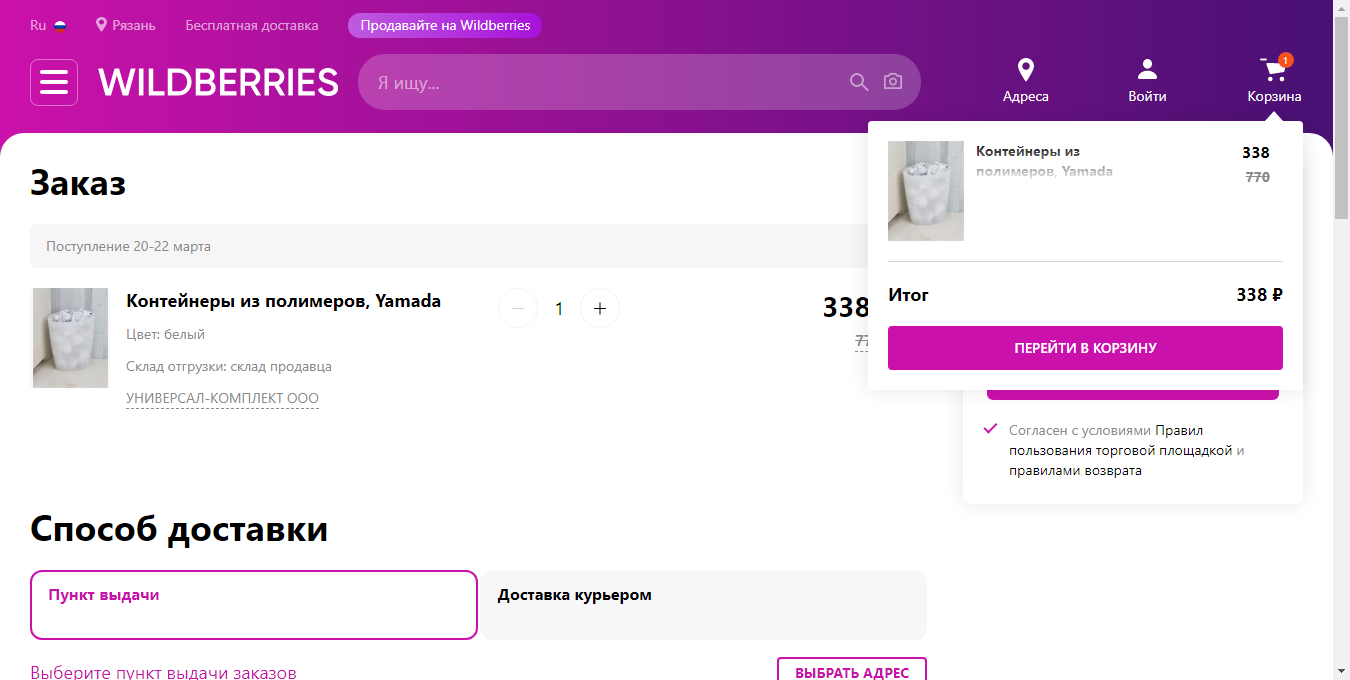 Ru
Рязань
Бесплатная доставка
Продавайте на Wildberries
WILDBERRIES
Я ищу...
Адреса
Войти
1
Корзина
Контейнеры из
полимеров, Yamada
338
770
Итог
338 ₽
ПЕРЕЙТИ В КОРЗИНУ
Заказ
Поступление 20-22 марта
Контейнеры из полимеров, Yamada
1
338
Цвет: белый
Склад отгрузки: склад продавца
УНИВЕРСАЛ-КОМПЛЕКТ ООО
Согласен с условиями Правил
пользования торговой площадкой и
правилами возврата
Способ доставки
Пункт выдачи
Доставка курьером
Выберите пункт выдачи заказов
ВЫБРАТЬ АДРЕС